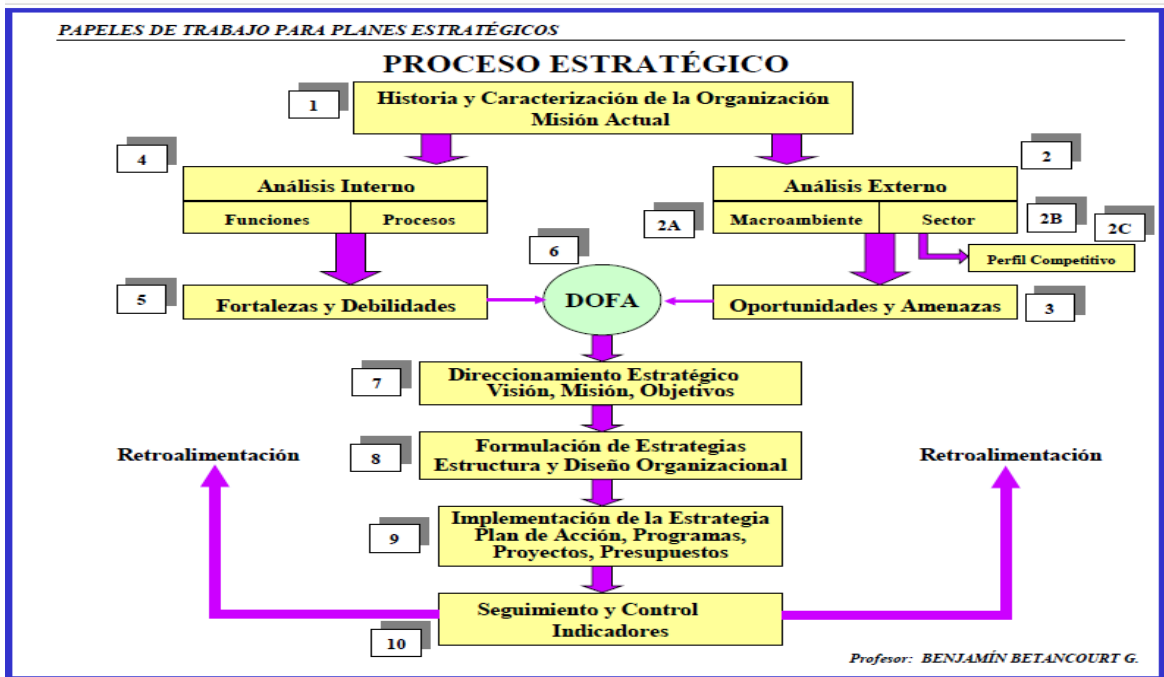 PAPELES DE TRABAJO PARA PLANES ESTRATÉGICOS
PROCESO ESTRATÉGICO
1
Historia y Caracterización de la Organización
Misión Actual
4
2
Análisis Interno
Análisis Externo
Funciones
Procesos
2A
Macroambiente
Sector
2B
2C
Perfil Competitivo
6
5
Fortalezas y Debilidades
DOFA
Oportunidades y Amenazas
3
7
Direccionamiento Estratégico
Visión, Misión, Objetivos
Retroalimentación
8
Formulación de Estrategias
Estructura y Diseño Organizacional
Retroalimentación
9
Implementación de la Estrategia
Plan de Acción, Programas,
Proyectos, Presupuestos
Seguimiento y Control
Indicadores
10
Profesor: BENJAMÍN BETANCOURT G.